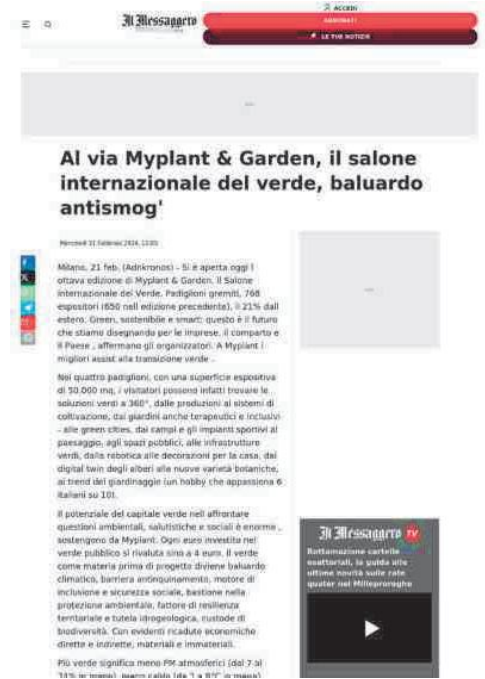 ACCEDI
Il Messaggero
ABBONATI
LE TUE NOTIZIE
Al via Myplant & Garden, il salone
internazionale del verde, baluardo
antismog'
Mercoledì 21 Febbraio 2024, 12:05
Milano, 21 feb. (Adnkronos) - Si è aperta oggi l
ottava edizione di Myplant & Garden, il Salone
Internazionale del Verde. Padiglioni gremiti, 768
espositori (650 nell edizione precedente), il 21% dall
estero. Green, sostenibile e smart: questo è il futuro
che stiamo disegnando per le imprese, il comparto e
il Paese , affermano gli organizzatori. A Myplant i
migliori assist alla transizione verde .
Nei quattro padiglioni, con una superficie espositiva
di 50.000 mq, i visitatori possono infatti trovare le
soluzioni verdi a 360°, dalle produzioni ai sistemi di
coltivazione, dai giardini anche terapeutici e inclusivi
- alle green cities, dai campi e gli impianti sportivi al
paesaggio, agli spazi pubblici, alle infrastrutture
verdi, dalla robotica alle decorazioni per la casa, dai
digital twin degli alberi alle nuove varietà botaniche,
ai trend del giardinaggio (un hobby che appassiona 6
italiani su 10).
Il potenziale del capitale verde nell affrontare
questioni ambientali, salutistiche e sociali è enorme ,
sostengono da Myplant. Ogni euro investito nel
verde pubblico si rivaluta sino a 4 euro. Il verde
come materia prima di progetto diviene baluardo
climatico, barriera antinquinamento, motore di
inclusione e sicurezza sociale, bastione nella
protezione ambientale, fattore di resilienza
territoriale e tutela idrogeologica, custode di
biodiversità. Con evidenti ricadute economiche
dirette e indirette, materiali e immateriali.
Più verde significa meno PM atmosferici (dal 7 al
24% in meno), meno caldo (da 1 a 8°C in meno)
Il Messaggero TV
Rottamazione cartelle
esattoriali, la guida alle
ultime novità sulle rate
quater nel Milleproroghe